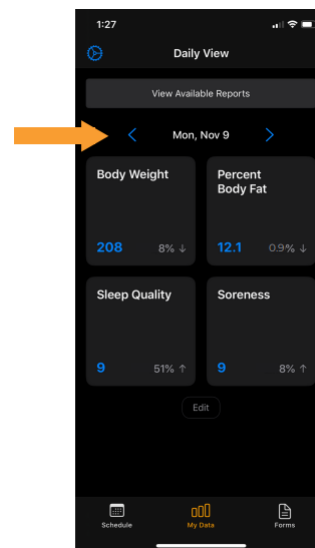 1:27
Daily View
View Available Reports
Mon, Nov 9
Body Weight
Percent
Body Fat
208
8% ↓
12.1
0.9% ↓
Sleep Quality
Soreness
9
51% ↑
9
8% ↑
Edit
Schedule
My Data
Forms